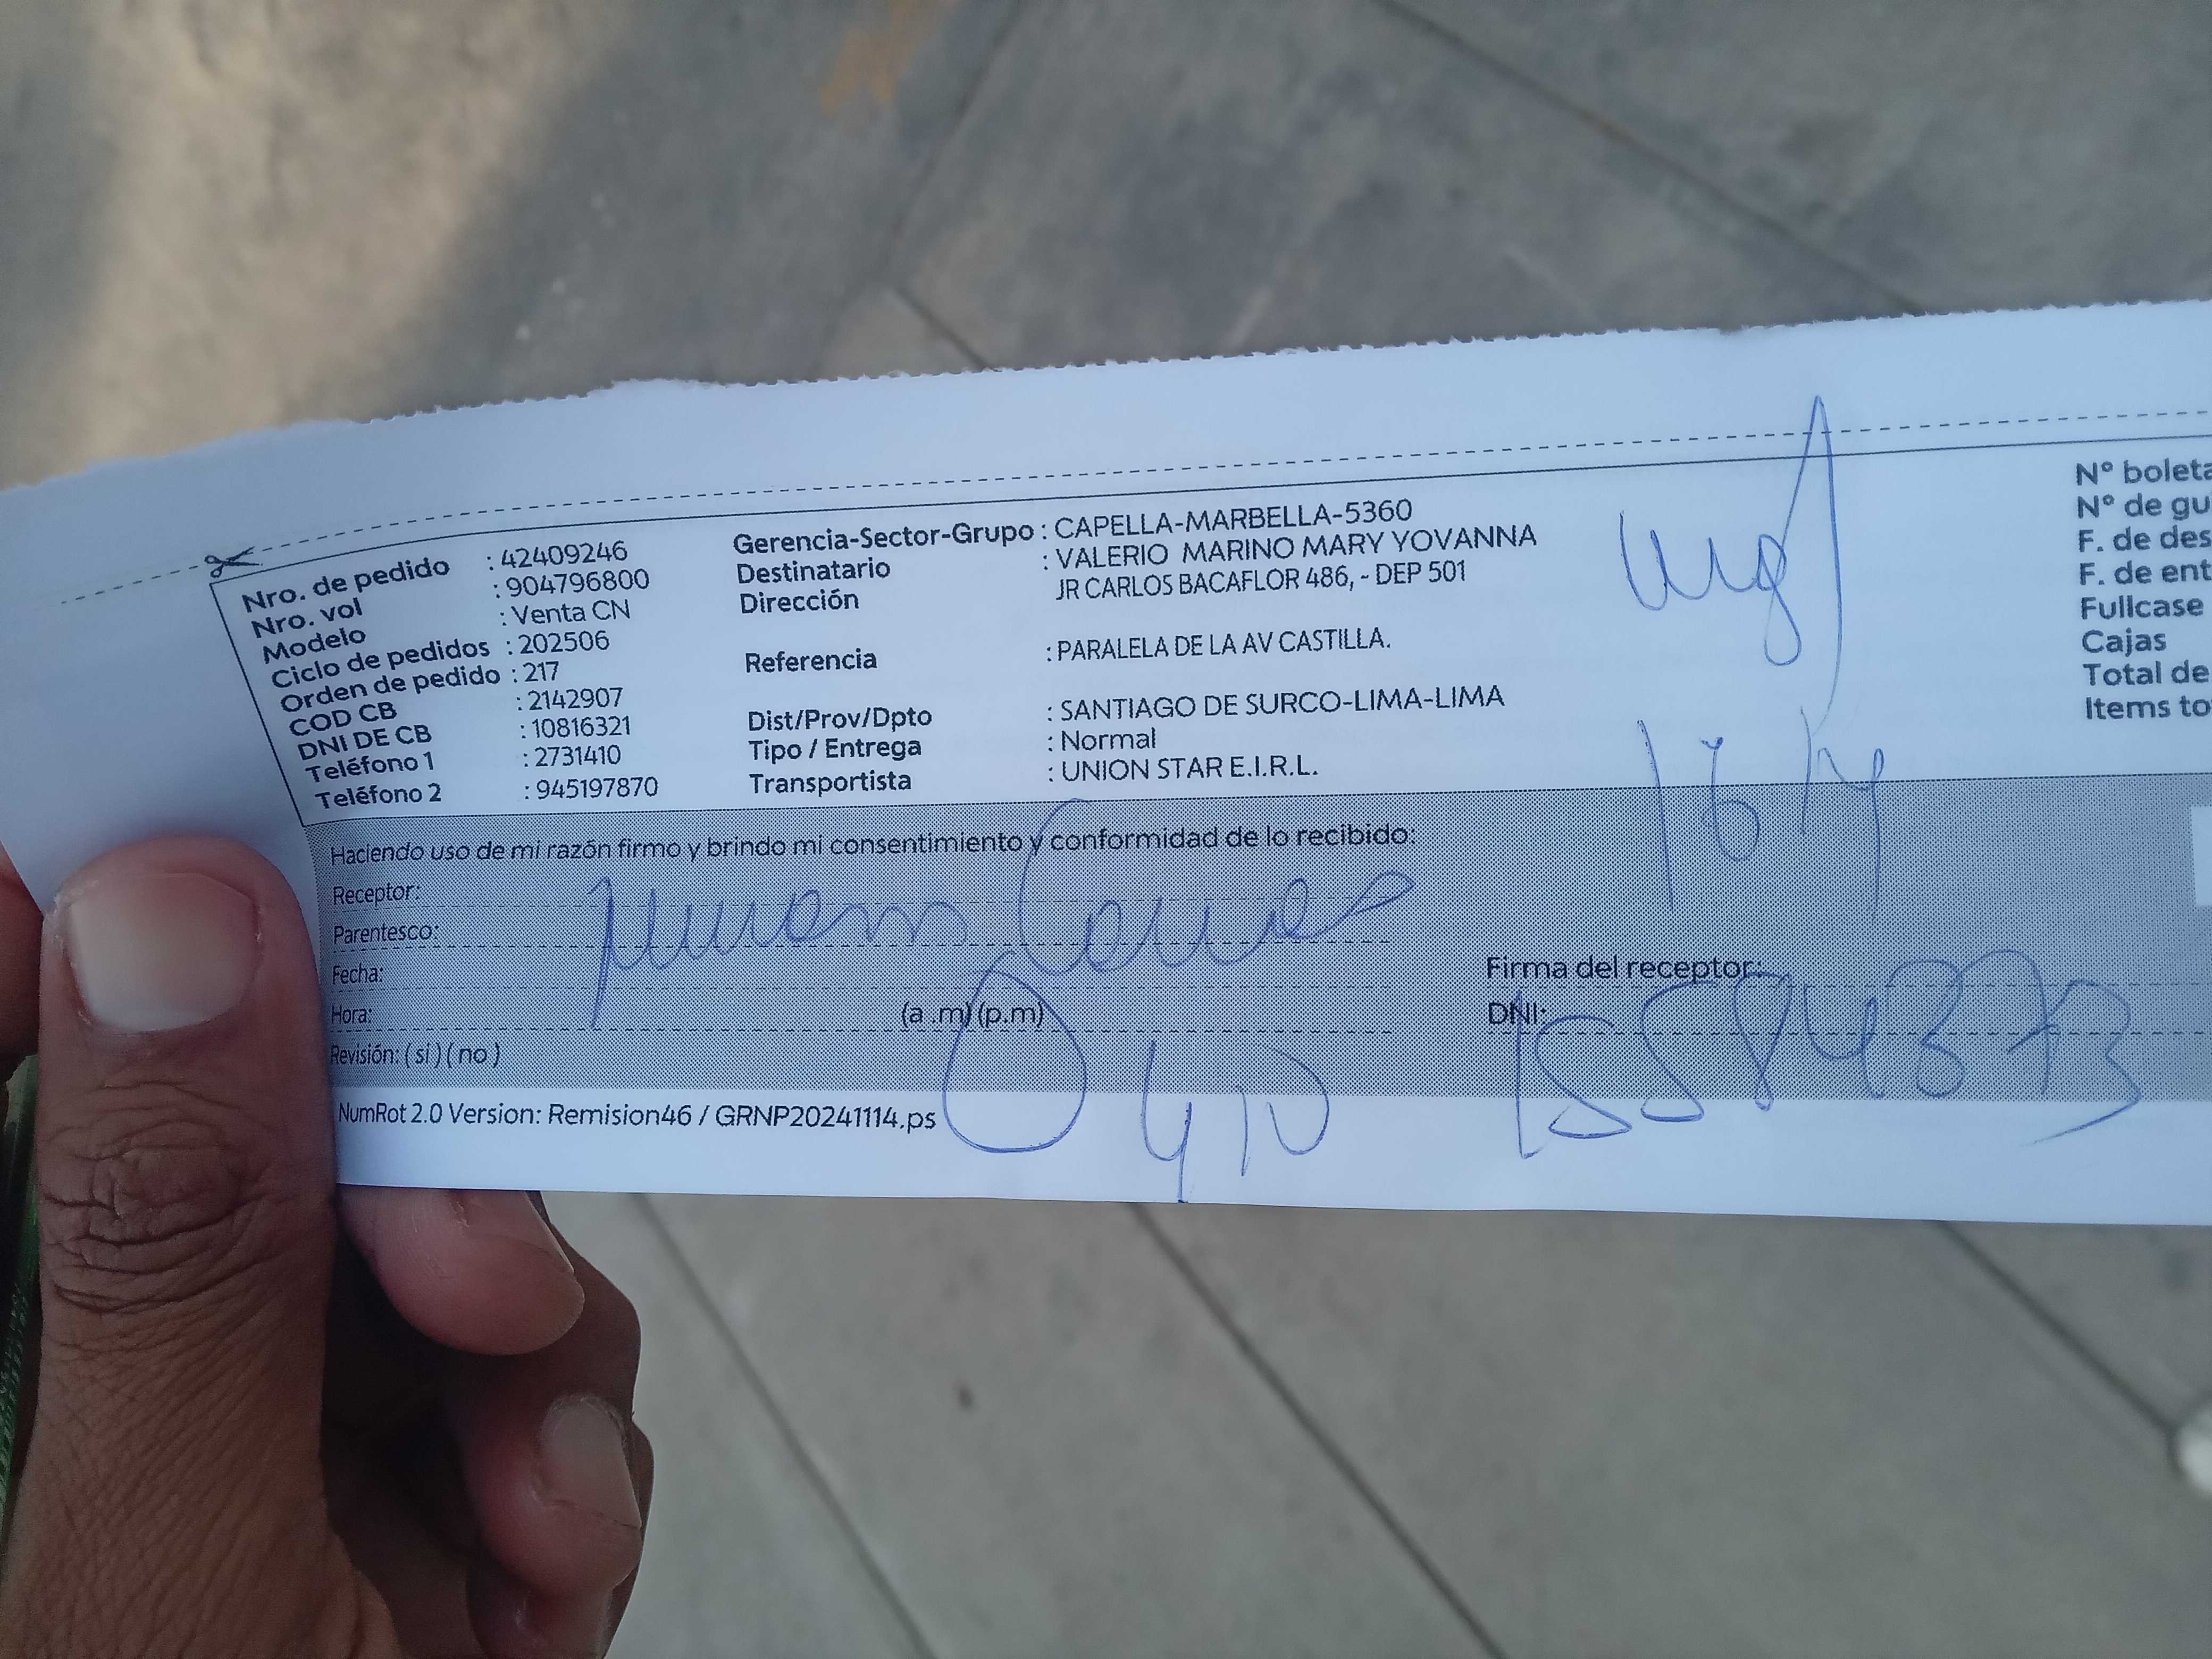 Nro. de pedido : 42409246
Nro. vol : 904796800
Modelo : Venta CN
Ciclo de pedidos : 202506
Orden de pedido : 217
COD CB : 2142907
DNI DE CB : 10816321
Teléfono 1 : 2731410
Teléfono 2 : 945197870
Gerencia-Sector-Grupo : CAPELLA-MARBELLA-5360
Destinatario : VALERIO MARINO MARY YOVANNA
Dirección JR CARLOS BACAFLOR 486, - DEP 501
Referencia : PARALELA DE LA AV CASTILLA.
Dist/Prov/Dpto : SANTIAGO DE SURCO-LIMA-LIMA
Tipo / Entrega : Normal
Transportista : UNION STAR E.I.R.L.
N° boleta
N° de gu
F. de des
F. de ent
Fullcase
Cajas
Total de
Items to
Haciendo uso de mi razón firmo y brindo mi consentimiento y conformidad de lo recibido:
Receptor:
Parentesco:
Fecha:
Hora: (a .m) (p.m)
Revisión: ( si ) ( no )
Firma del receptor:
DNI: 15584373
NumRot 2.0 Version: Remision46 / GRNP20241114.ps